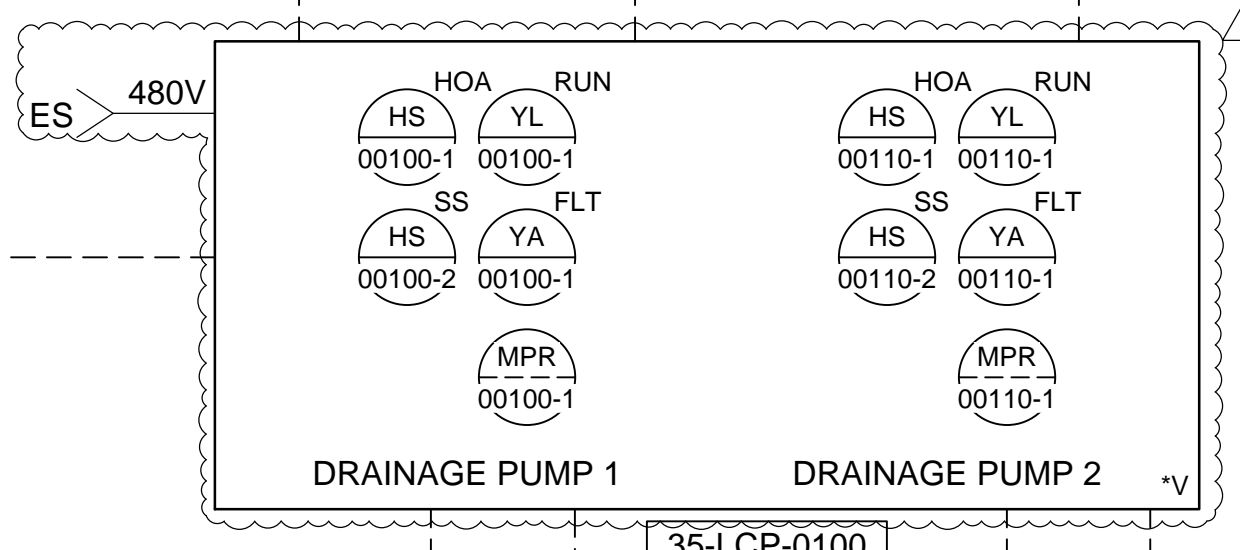 HOA RUN HOA RUN
ES 480V HS YL HS YL
00100-1 00100-1 00110-1 00110-1
SS FLT SS FLT
HS YA HS YA
00100-2 00100-1 00110-2 00110-1
MPR MPR
00100-1 00110-1
DRAINAGE PUMP 1 DRAINAGE PUMP 2 *V
35-LCP-0100